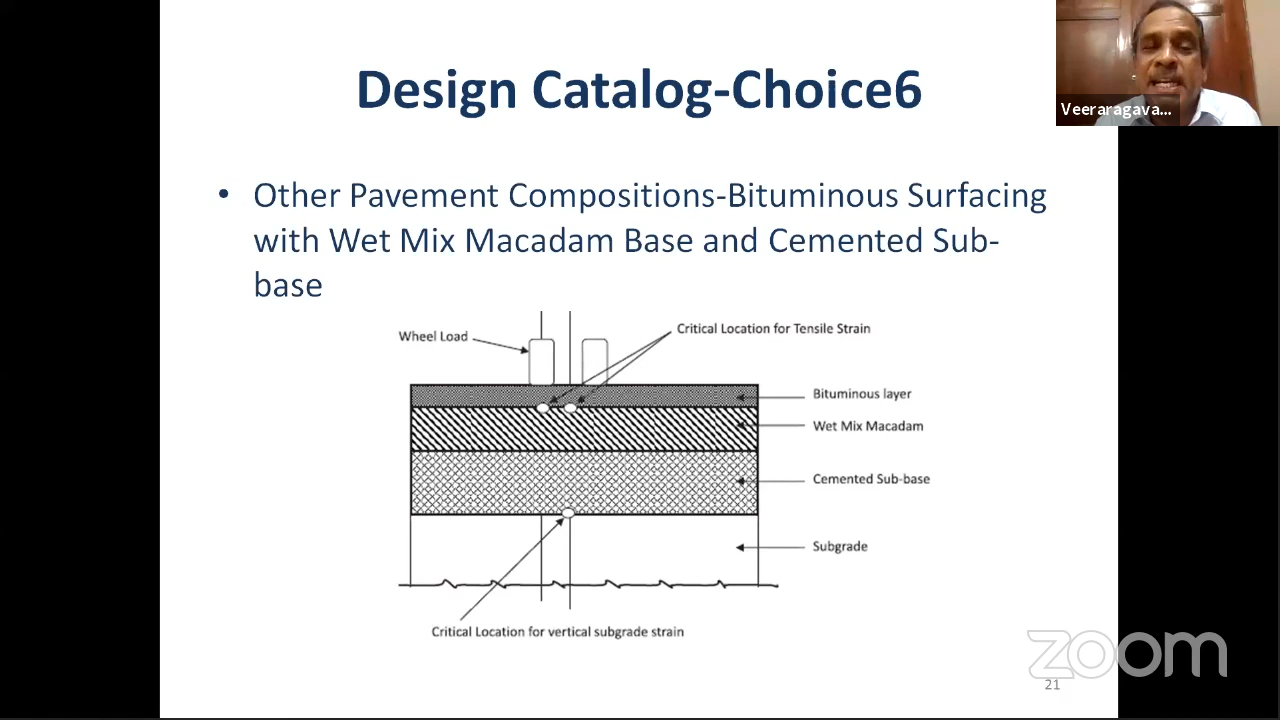 Design Catalog-Choice6
Veeraragava...
• Other Pavement Compositions-Bituminous Surfacing
with Wet Mix Macadam Base and Cemented Sub-
base
Critical Location for Tensile Strain
Wheel Load
Bituminous layer
Wet Mix Macadam
Cemented Sub-base
Subgrade
Critical Location for vertical subgrade strain
zoom
21